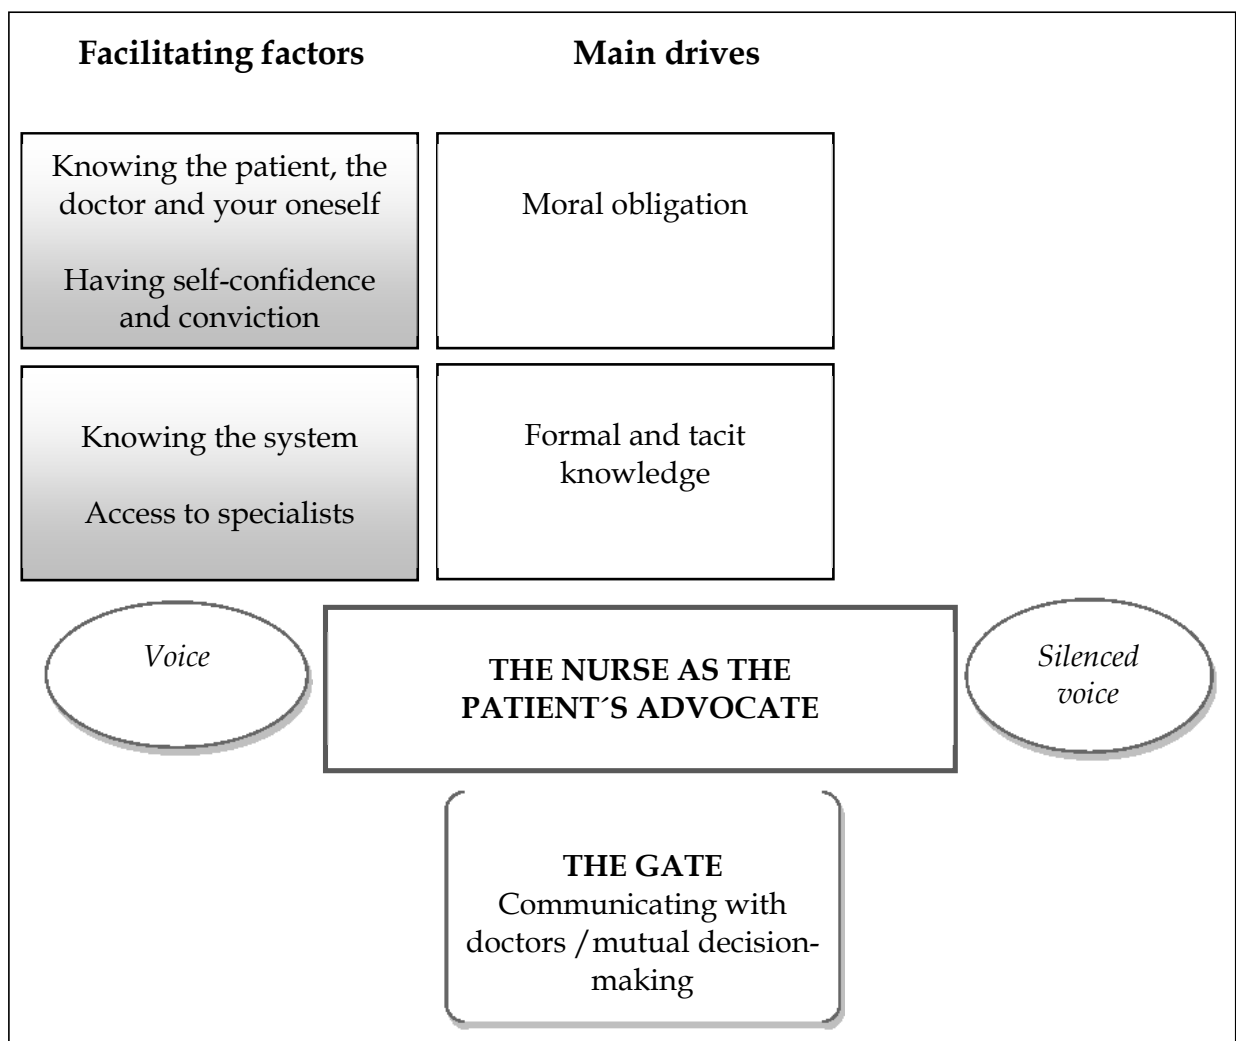 Facilitating factors
Main drives
Knowing the patient, the
doctor and your oneself
Having self-confidence
and conviction
Moral obligation
Knowing the system
Access to specialists
Formal and tacit
knowledge
Voice
THE NURSE AS THE
PATIENT´S ADVOCATE
Silenced
voice
THE GATE
Communicating with
doctors /mutual decision-
making